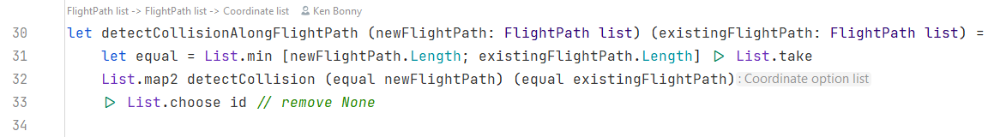 FlightPath list -> FlightPath list -> Coordinate list Ken Bonny
30 let detectCollisionAlongFlightPath (newFlightPath: FlightPath list) (existingFlightPath: FlightPath list) =
31 let equal = List.min [newFlightPath.Length; existingFlightPath.Length] |> List.take
32 List.map2 detectCollision (equal newFlightPath) (equal existingFlightPath) : Coordinate option list
33 |> List.choose id // remove None
34